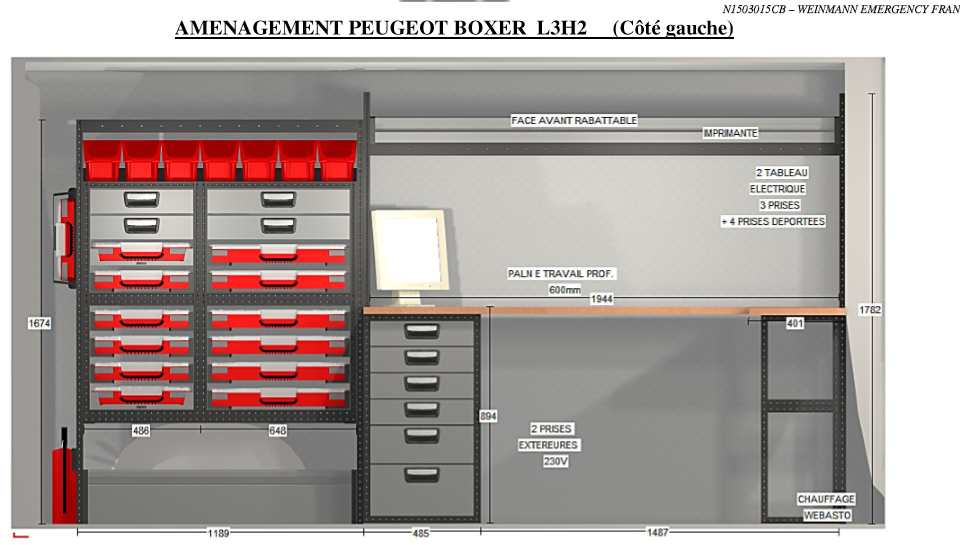 N1503015CB – WEINMANN EMERGENCY FRAN
AMENAGEMENT PEUGEOT BOXER L3H2 (Côté gauche)
FACE AVANT RABATTABLE
IMPRIMANTE
2 TABLEAU
ELECTRIQUE
3 PRISES
+ 4 PRISES DEPORTEES
PALN E TRAVAIL PROF.
600mm
1944
1674
401
1782
486
648
894
2 PRISES
EXTEREURES
230V
CHAUFFAGE
WEBASTO
1189
485
1487